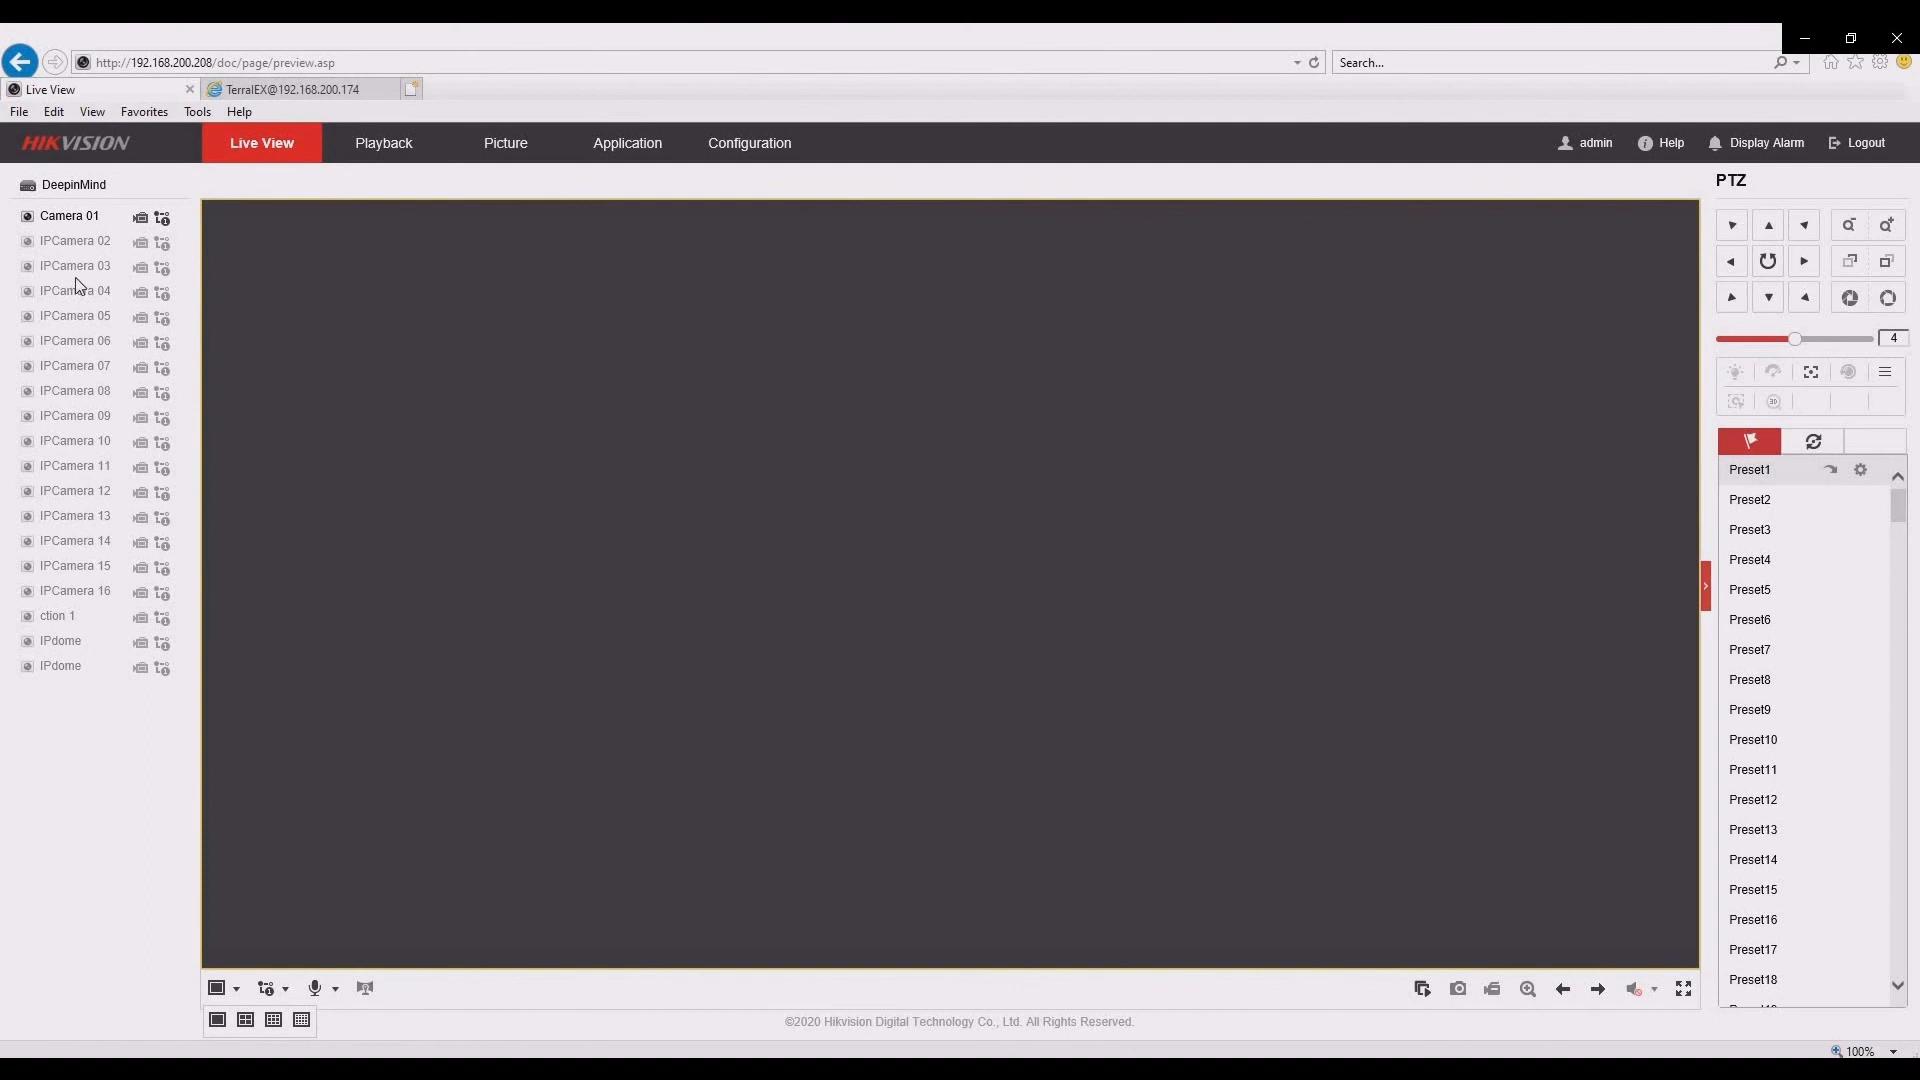 http://192.168.200.208/doc/page/preview.asp
Search...
Live View
TerralEX@192.168.200.174
File Edit View Favorites Tools Help
HIKVISION
Live View Playback Picture Application Configuration
admin Help Display Alarm Logout
DeepinMind
PTZ
Camera 01
IPCamera 02
IPCamera 03
IPCamera 04
IPCamera 05
IPCamera 06
IPCamera 07
IPCamera 08
IPCamera 09
IPCamera 10
IPCamera 11
IPCamera 12
IPCamera 13
IPCamera 14
IPCamera 15
IPCamera 16
ction 1
IPdome
IPdome
4
3D
Preset1
Preset2
Preset3
Preset4
Preset5
Preset6
Preset7
Preset8
Preset9
Preset10
Preset11
Preset12
Preset13
Preset14
Preset15
Preset16
Preset17
Preset18
©2020 Hikvision Digital Technology Co., Ltd. All Rights Reserved.
100%